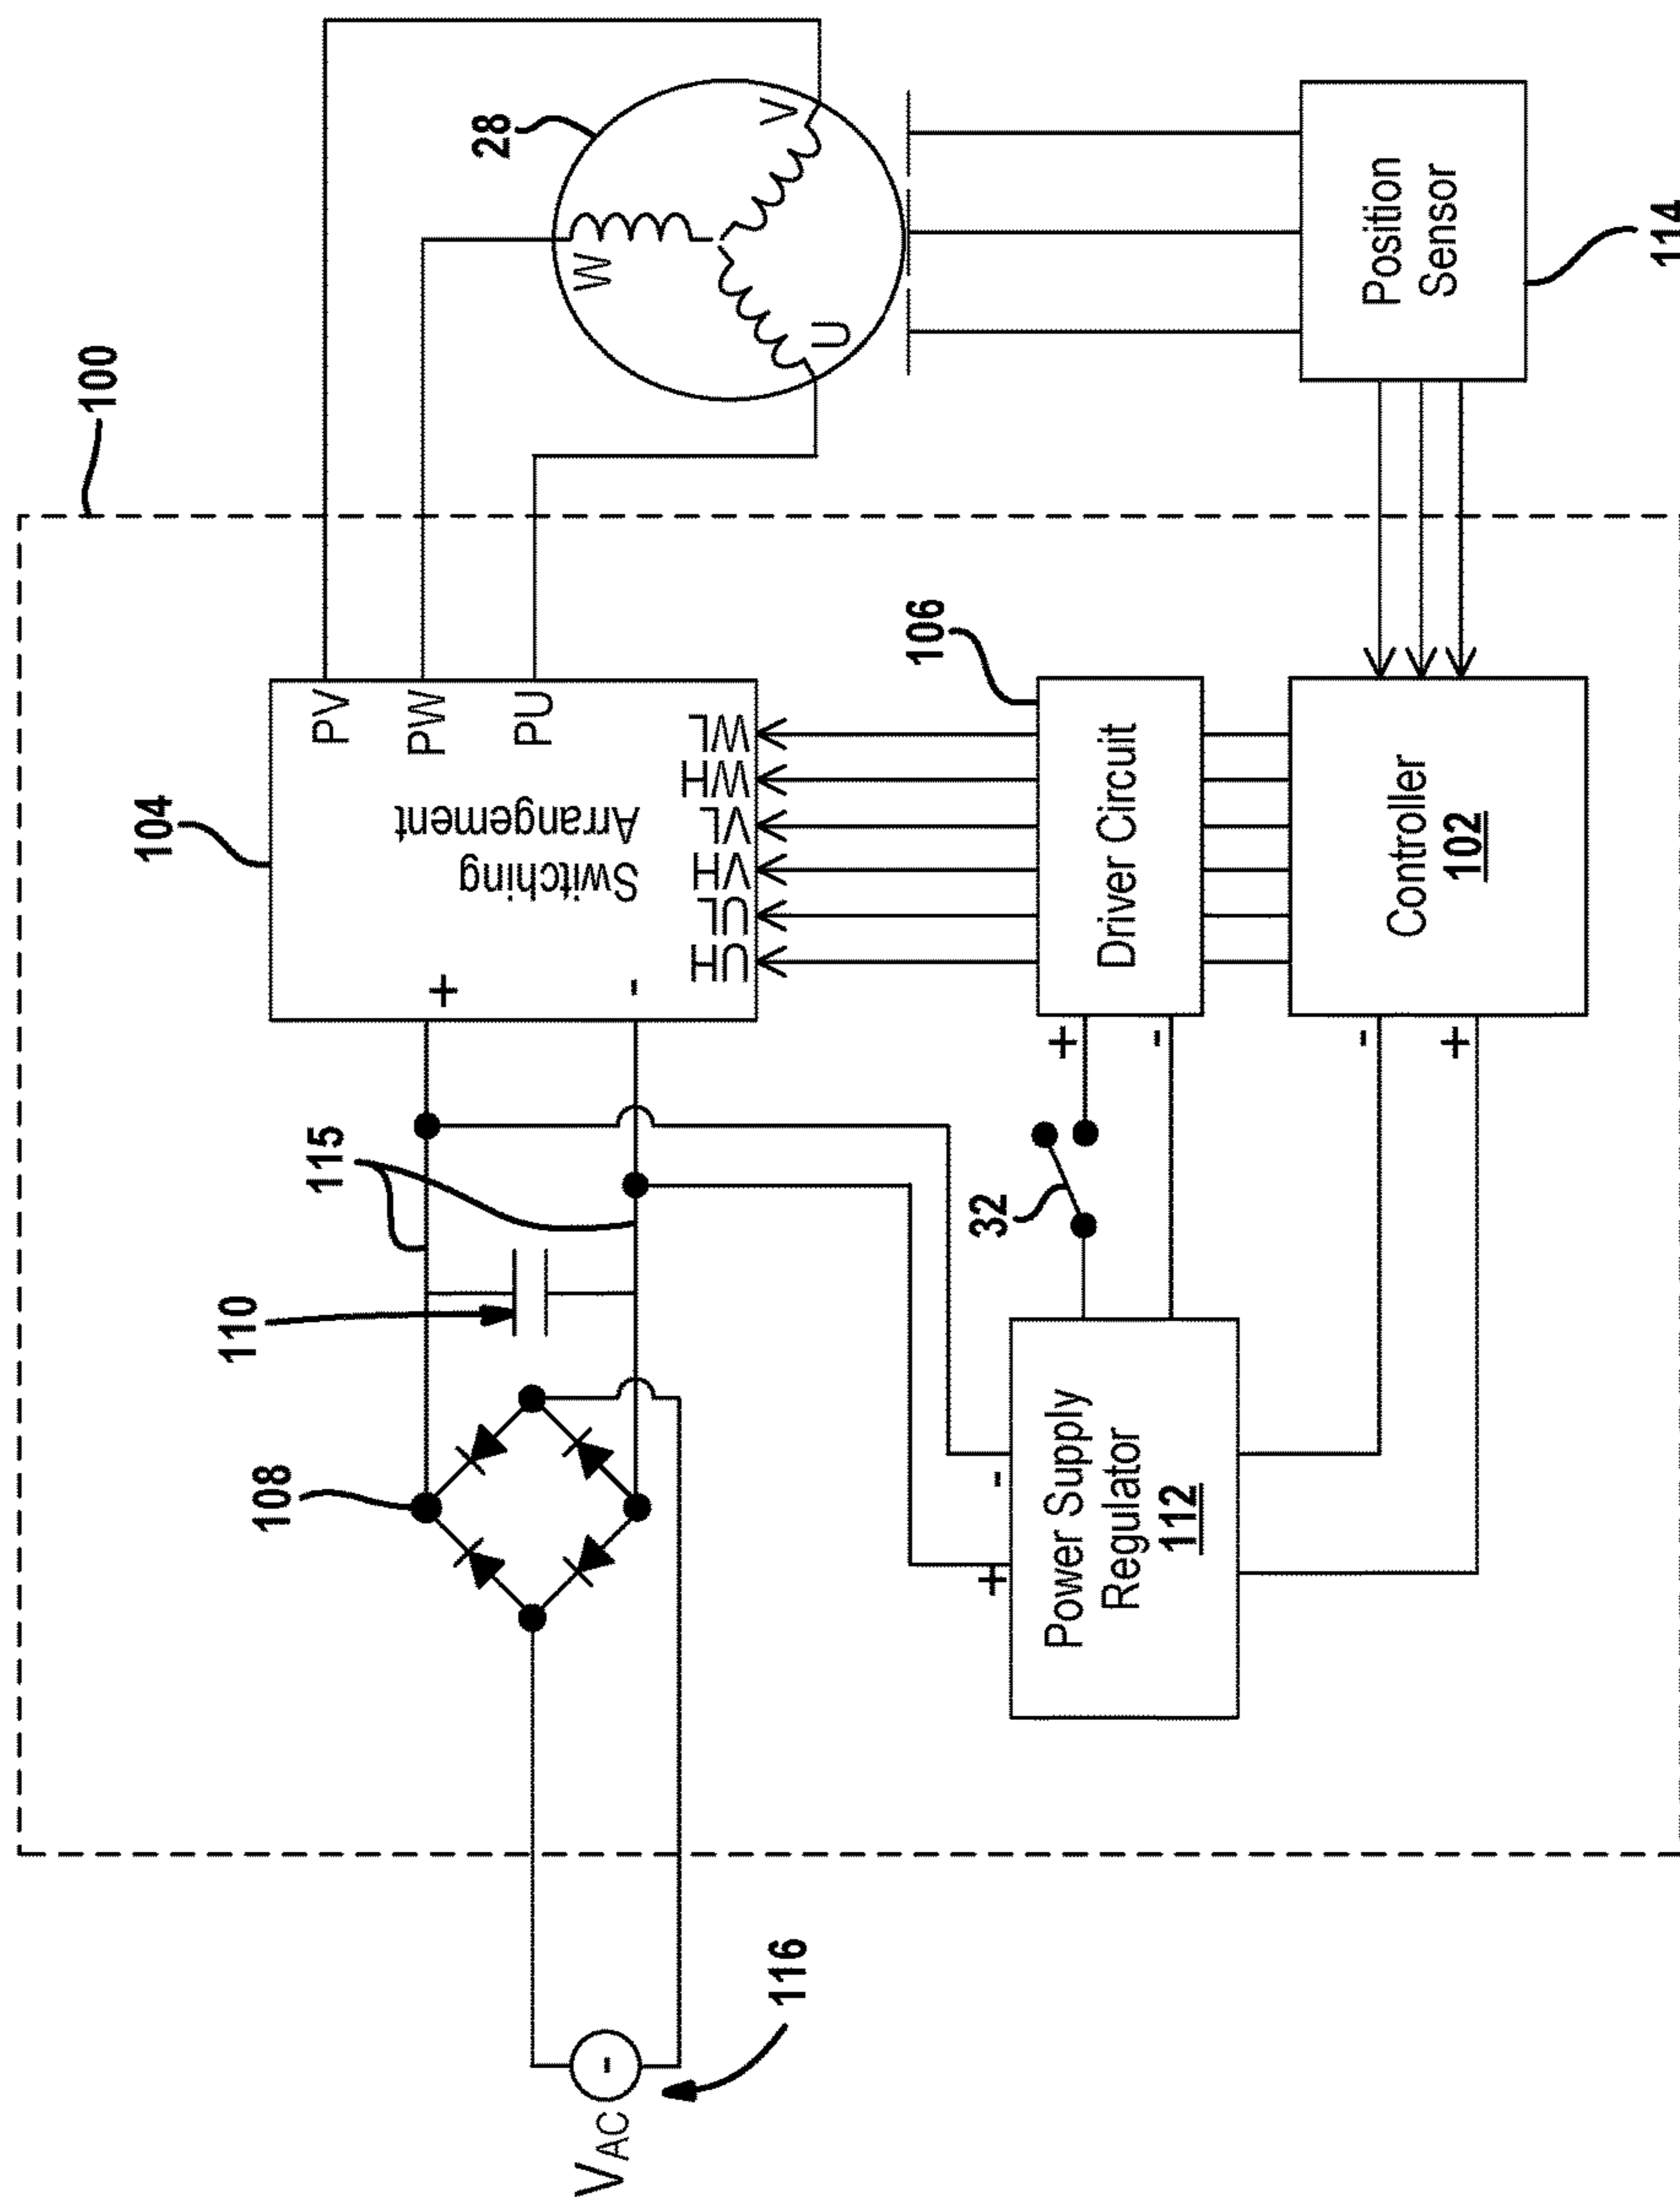 100
28
V
W
U
104
PV
PW
PU
Switching
Arrangement
+
-
UH
UL
VH
VL
WH
WL
115
110
108
106
Driver Circuit
+
-
32
Controller
102
-
+
Position
Sensor
114
Power Supply
Regulator
112
-
+
VAC
-
116